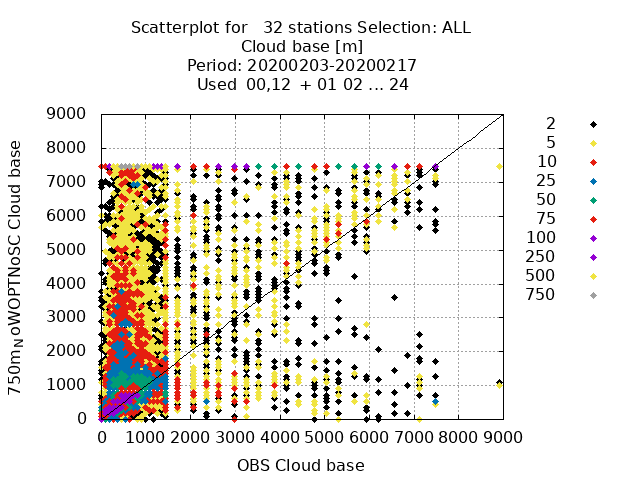 Scatterplot for 32 stations Selection: ALL
Cloud base [m]
Period: 20200203-20200217
Used 00,12 + 01 02 ... 24
750mNoWOPTNoSC Cloud base
9000
8000
7000
6000
5000
4000
3000
2000
1000
0
0 1000 2000 3000 4000 5000 6000 7000 8000 9000
OBS Cloud base
2
5
10
25
50
75
100
250
500
750